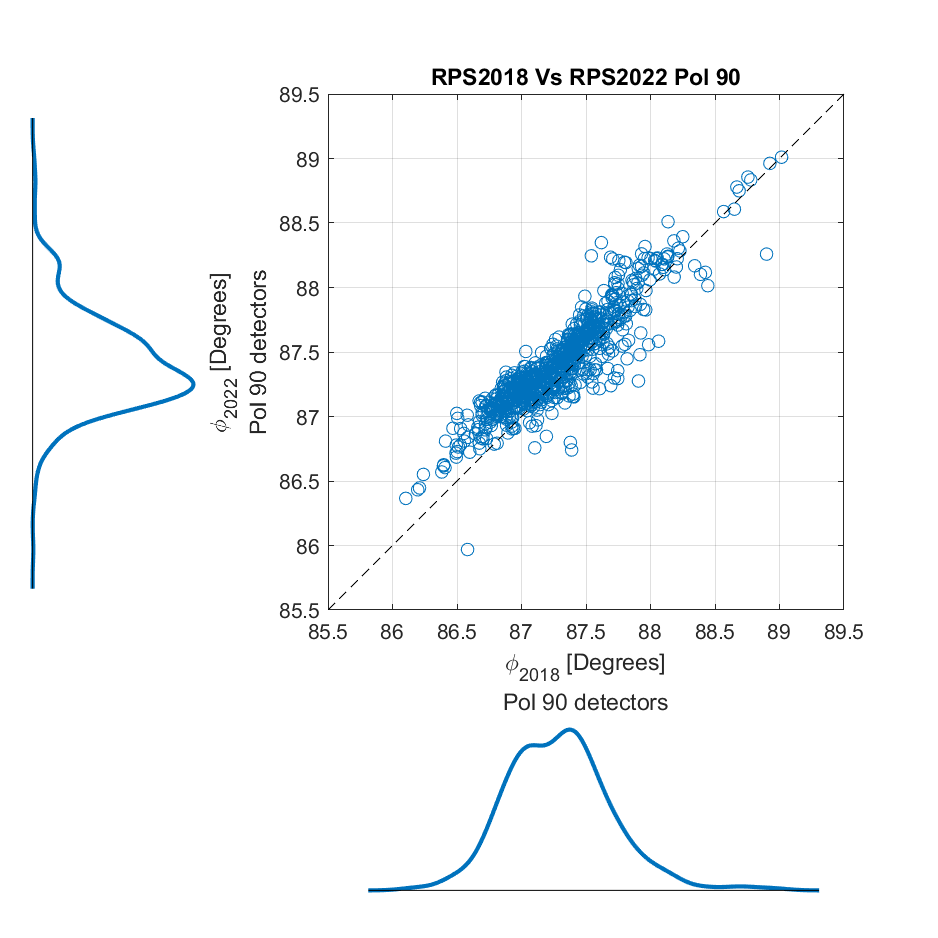 RPS2018 Vs RPS2022 Pol 90
89.5
89
88.5
88
87.5
87
86.5
86
85.5
ϕ2022 [Degrees]
Pol 90 detectors
85.5 86 86.5 87 87.5 88 88.5 89 89.5
ϕ2018 [Degrees]
Pol 90 detectors